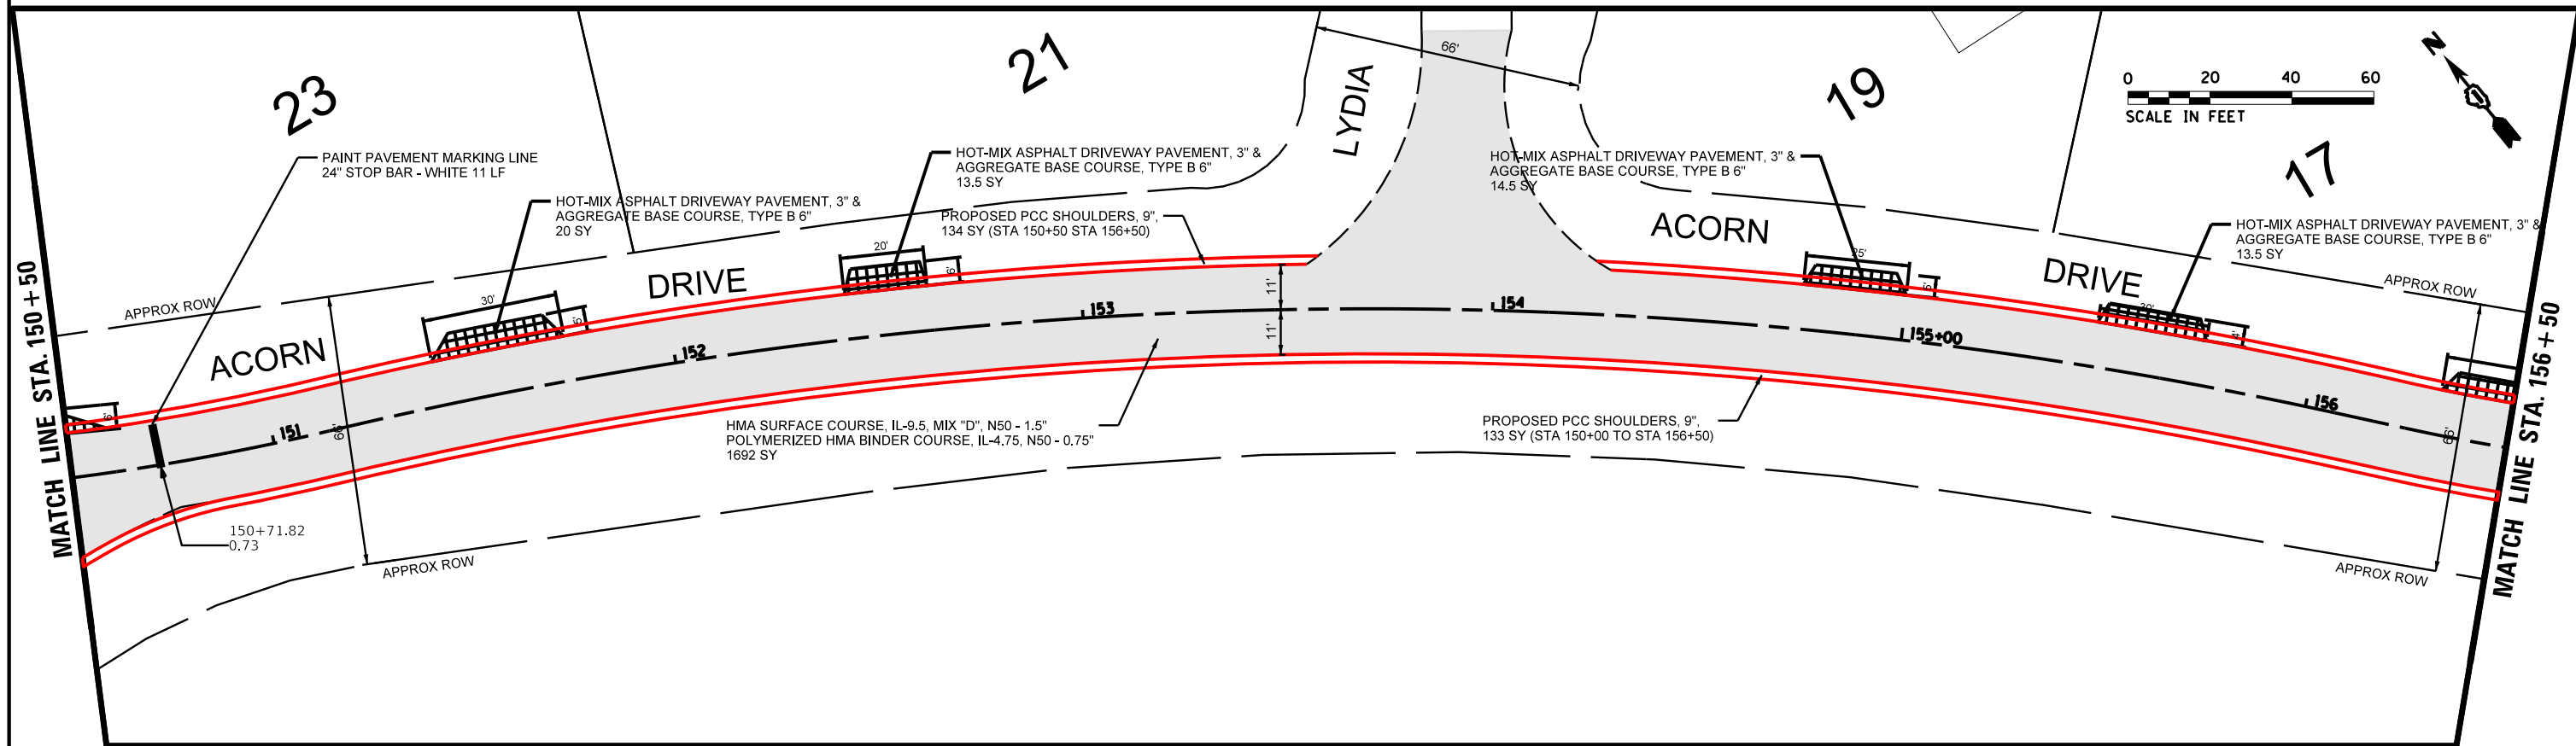 23
21
19
17
LYDIA
66'
N
0 20 40 60
SCALE IN FEET
PAINT PAVEMENT MARKING LINE
24" STOP BAR - WHITE 11 LF
HOT-MIX ASPHALT DRIVEWAY PAVEMENT, 3" &
AGGREGATE BASE COURSE, TYPE B 6"
20 SY
HOT-MIX ASPHALT DRIVEWAY PAVEMENT, 3" &
AGGREGATE BASE COURSE, TYPE B 6"
13.5 SY
PROPOSED PCC SHOULDERS, 9",
134 SY (STA 150+50 STA 156+50)
HOT-MIX ASPHALT DRIVEWAY PAVEMENT, 3" &
AGGREGATE BASE COURSE, TYPE B 6"
14.5 SY
HOT-MIX ASPHALT DRIVEWAY PAVEMENT, 3" &
AGGREGATE BASE COURSE, TYPE B 6"
13.5 SY
MATCH LINE STA. 150+50
APPROX ROW
ACORN
DRIVE
ACORN
DRIVE
APPROX ROW
30'
20'
25'
20'
4'
11'
11'
151
152
153
154
155+00
156
66'
66'
HMA SURFACE COURSE, IL-9.5, MIX "D", N50 - 1.5"
POLYMERIZED HMA BINDER COURSE, IL-4.75, N50 - 0.75"
1692 SY
PROPOSED PCC SHOULDERS, 9",
133 SY (STA 150+00 TO STA 156+50)
150+71.82
0.73
APPROX ROW
APPROX ROW
MATCH LINE STA. 156+50